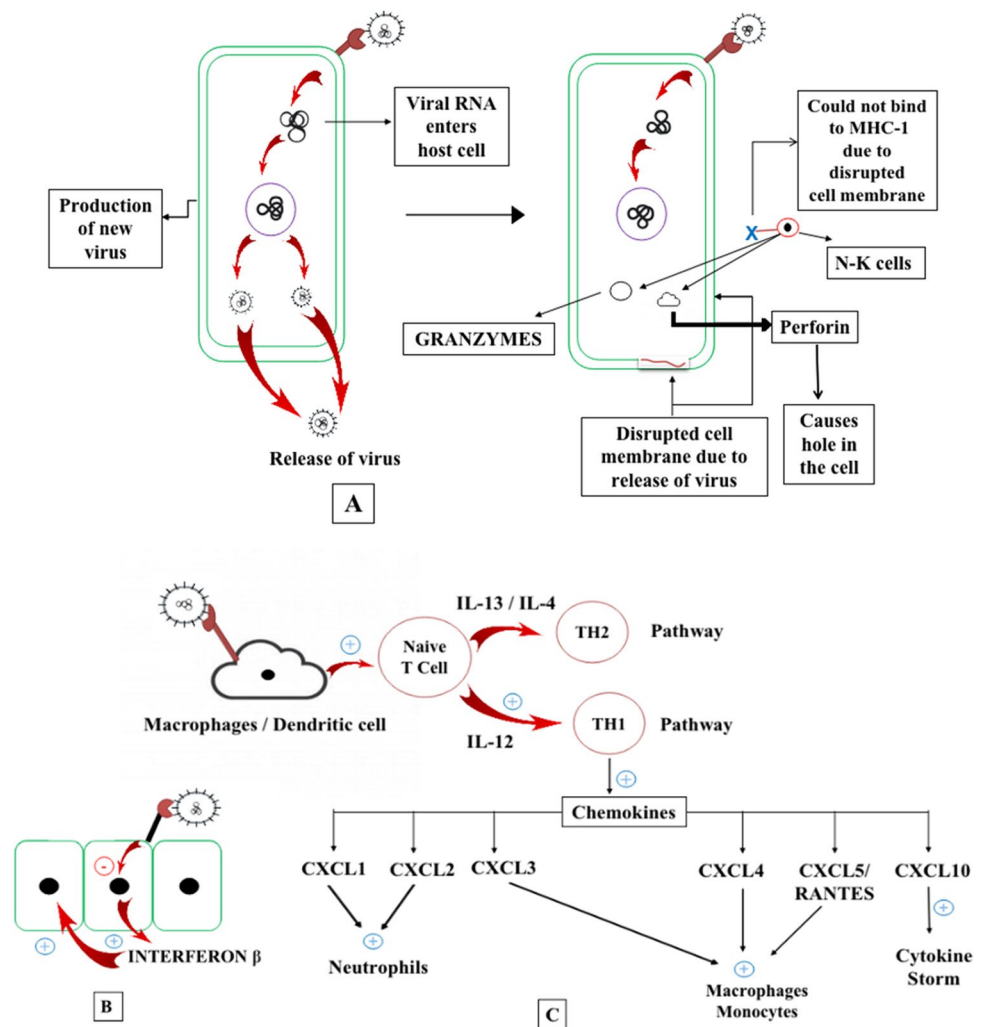 Viral RNA
enters
host cell
Production
of new
virus
Release of virus
Could not bind
to MHC-1
due to
disrupted
cell membrane
X
N-K cells
GRANZYMES
Perforin
Disrupted cell
membrane due to
release of virus
Causes
hole in
the cell
A
IL-13 / IL-4
+
Naive
T Cell
TH2
Pathway
Macrophages / Dendritic cell
+
IL-12
TH1
Pathway
+
Chemokines
CXCL1
CXCL2
CXCL3
CXCL4
CXCL5/
RANTES
CXCL10
+
+
+
Neutrophils
Macrophages
Monocytes
Cytokine
Storm
-
+
+
INTERFERON β
B
C